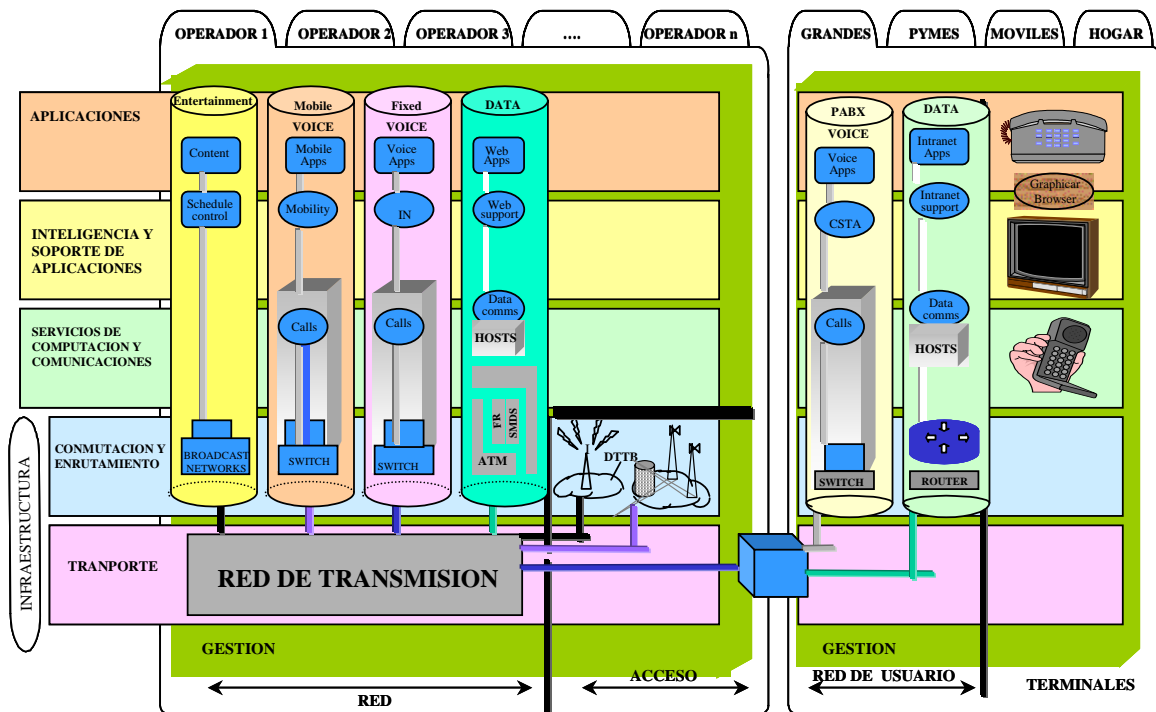 OPERADOR 1
OPERADOR 2
OPERADOR 3
....
OPERADOR n
GRANDES
PYMES
MOVILES
HOGAR
APLICACIONES
Entertainment
Content
Schedule
control
BROADCAST
NETWORKS
Mobile
VOICE
Mobile
Apps
Mobility
Calls
SWITCH
Fixed
VOICE
Voice
Apps
IN
Calls
SWITCH
DATA
Web
Apps
Web
support
Data
comms
HOSTS
FR
SMDS
ATM
DTTB
PABX
VOICE
Voice
Apps
CSTA
Calls
SWITCH
DATA
Intranet
Apps
Intranet
support
Data
comms
HOSTS
ROUTER
Graphicar
Browser
INTELIGENCIA Y
SOPORTE DE
APLICACIONES
SERVICIOS DE
COMPUTACION Y
COMUNICACIONES
CONMUTACION Y
ENRUTAMIENTO
INFRAESTRUCTURA
TRANPORTE
RED DE TRANSMISION
GESTION
GESTION
RED
ACCESO
RED DE USUARIO
TERMINALES